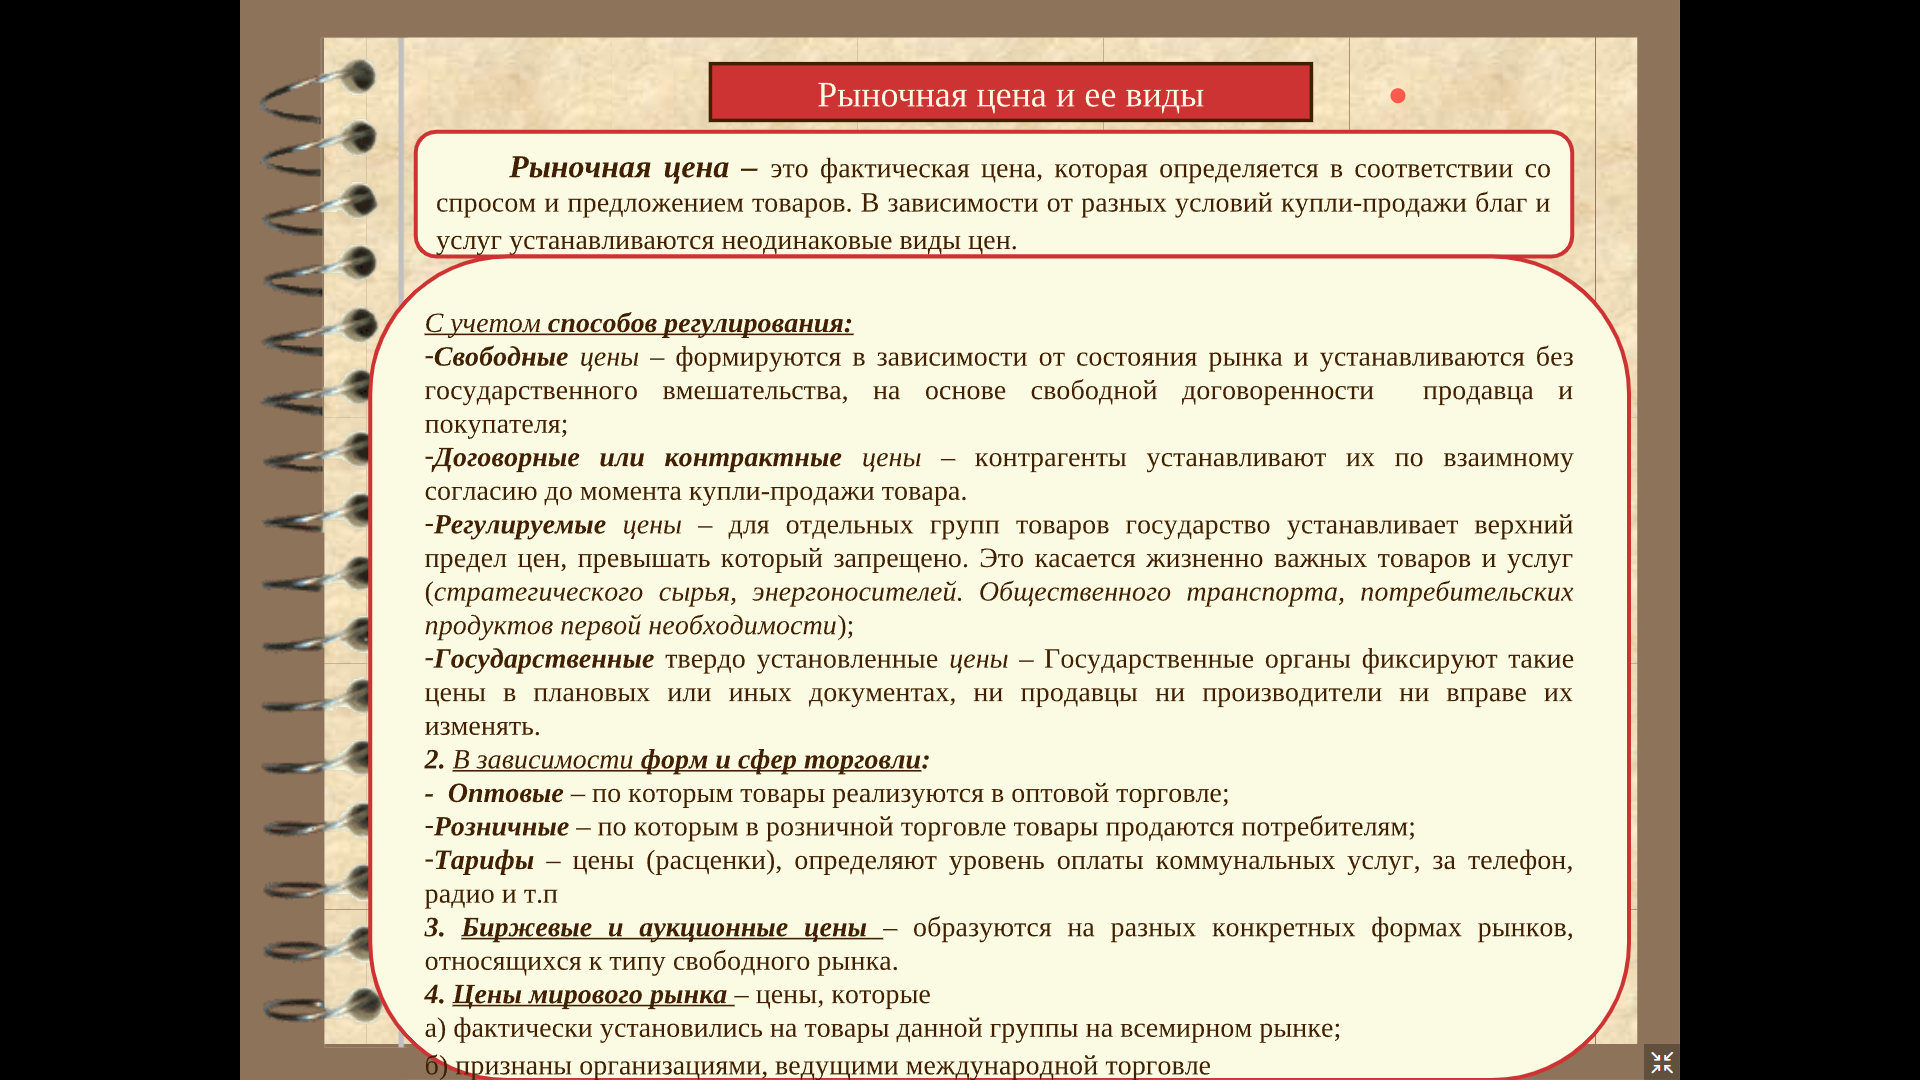 Рыночная цена и ее виды
Рыночная цена – это фактическая цена, которая определяется в соответствии со
спросом и предложением товаров. В зависимости от разных условий купли-продажи благ и
услуг устанавливаются неодинаковые виды цен.
С учетом способов регулирования:
-Свободные цены – формируются в зависимости от состояния рынка и устанавливаются без
государственного вмешательства, на основе свободной договоренности продавца и
покупателя;
-Договорные или контрактные цены – контрагенты устанавливают их по взаимному
согласию до момента купли-продажи товара.
-Регулируемые цены – для отдельных групп товаров государство устанавливает верхний
предел цен, превышать который запрещено. Это касается жизненно важных товаров и услуг
(стратегического сырья, энергоносителей. Общественного транспорта, потребительских
продуктов первой необходимости);
-Государственные твердо установленные цены – Государственные органы фиксируют такие
цены в плановых или иных документах, ни продавцы ни производители ни вправе их
изменять.
2. В зависимости форм и сфер торговли:
- Оптовые – по которым товары реализуются в оптовой торговле;
-Розничные – по которым в розничной торговле товары продаются потребителям;
-Тарифы – цены (расценки), определяют уровень оплаты коммунальных услуг, за телефон,
радио и т.п
3. Биржевые и аукционные цены – образуются на разных конкретных формах рынков,
относящихся к типу свободного рынка.
4. Цены мирового рынка – цены, которые
а) фактически установились на товары данной группы на всемирном рынке;
б) признаны организациями, ведущими международной торговле